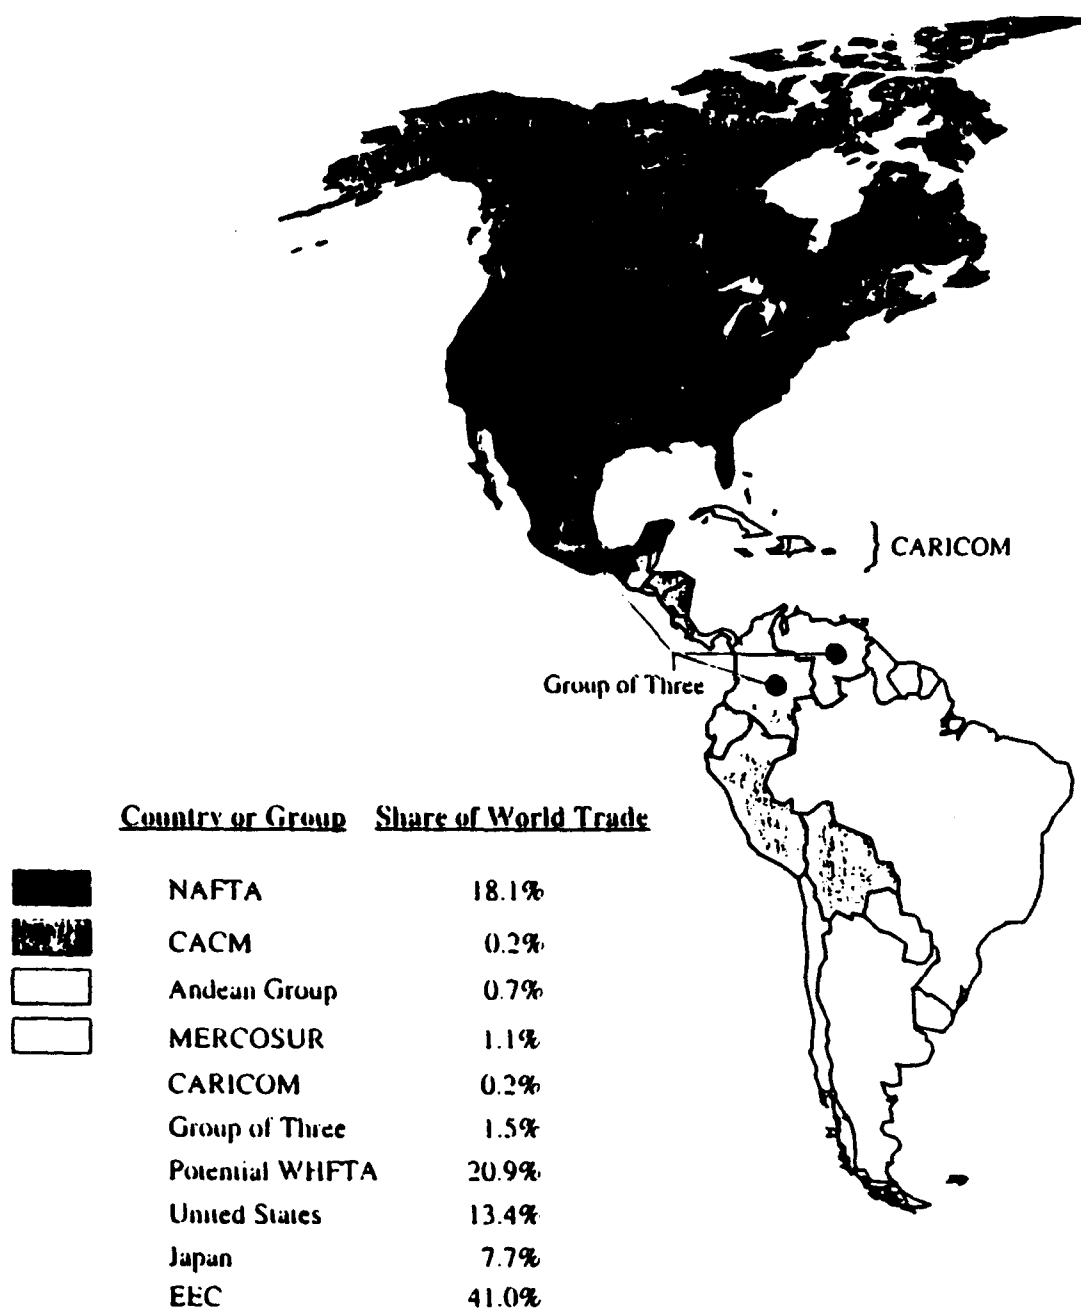 CARICOM
Group of Three
Country or Group Share of World Trade
NAFTA 18.1%
CACM 0.2%
Andean Group 0.7%
MERCOSUR 1.1%
CARICOM 0.2%
Group of Three 1.5%
Potential WHFTA 20.9%
United States 13.4%
Japan 7.7%
EEC 41.0%